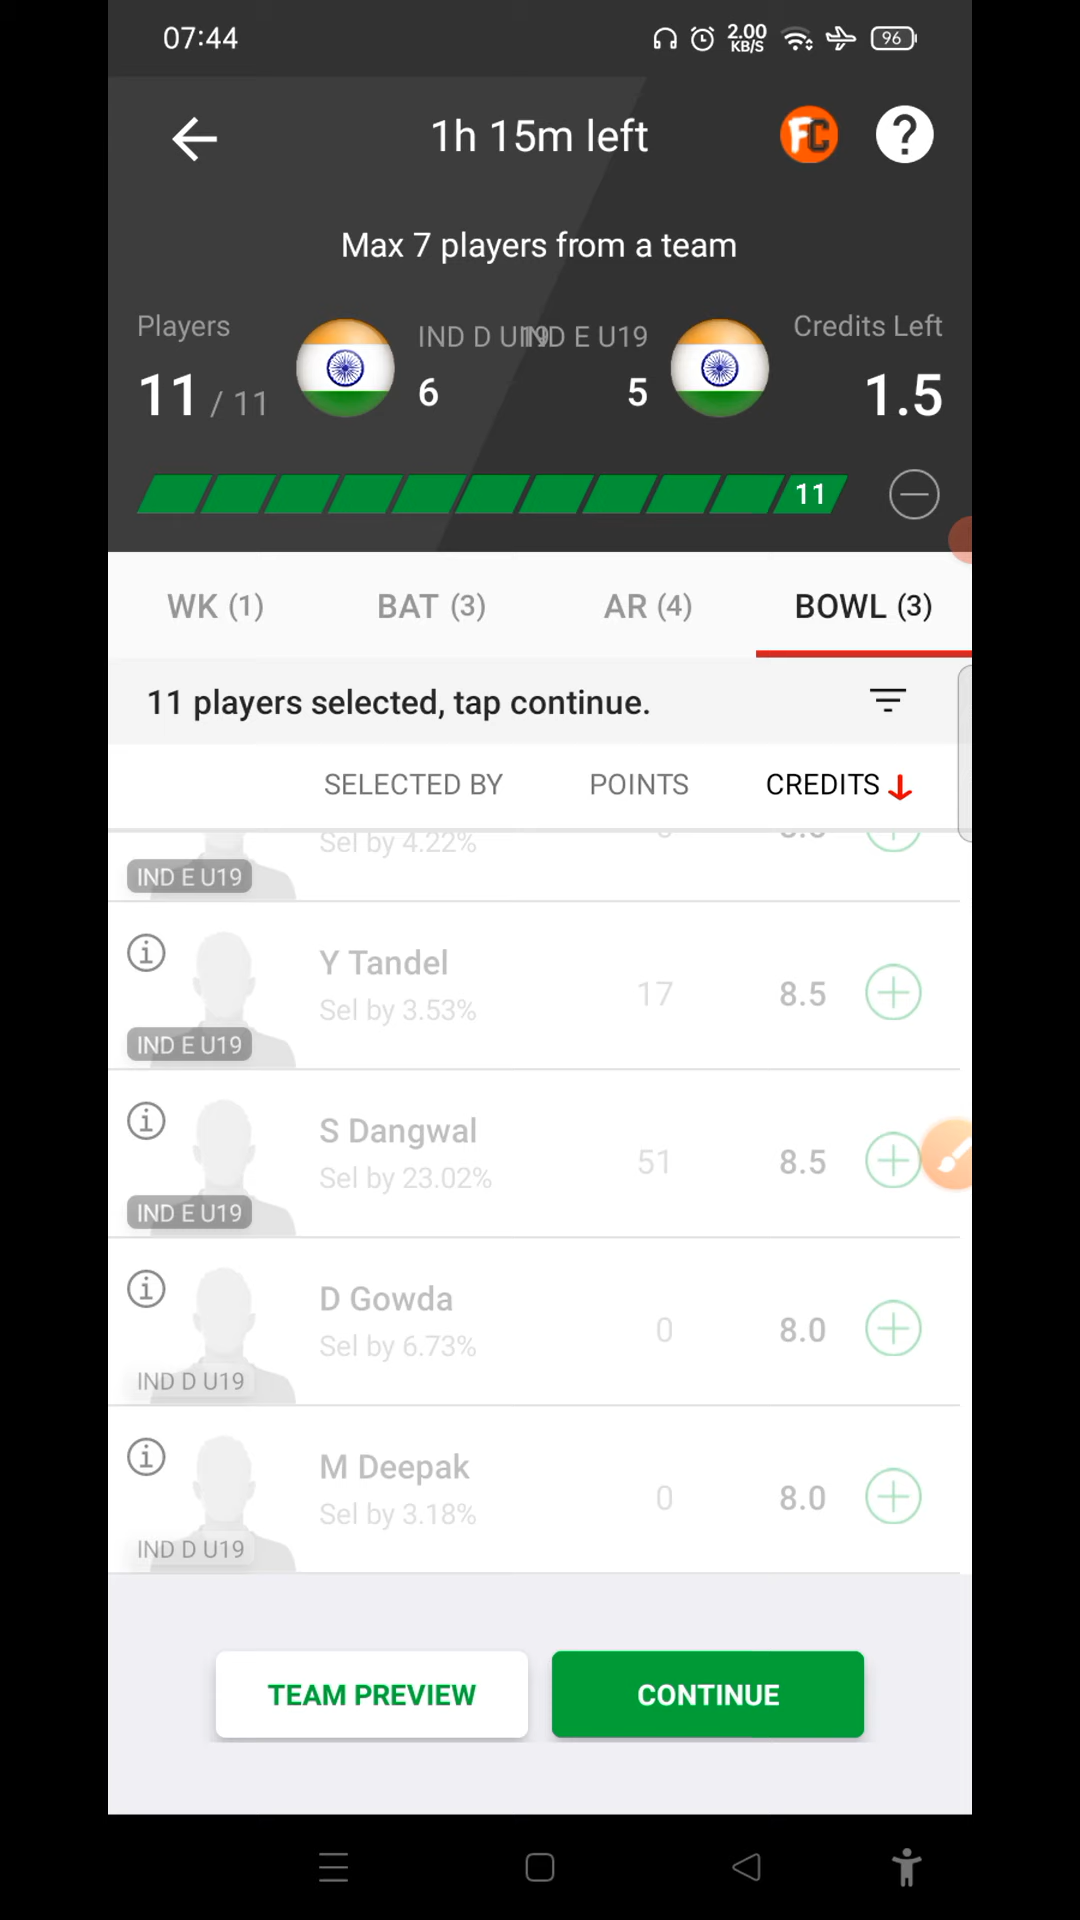 07:44
2.00
KB/S
96
1h 15m left
FC
?
Max 7 players from a team
Players
IND D U19
IND E U19
Credits Left
11 / 11
6
5
1.5
11
WK (1)
BAT (3)
AR (4)
BOWL (3)
11 players selected, tap continue.
SELECTED BY
POINTS
CREDITS
Sel by 4.22%
IND E U19
Y Tandel
Sel by 3.53%
17
8.5
IND E U19
S Dangwal
Sel by 23.02%
51
8.5
IND E U19
D Gowda
Sel by 6.73%
0
8.0
IND D U19
M Deepak
Sel by 3.18%
0
8.0
IND D U19
TEAM PREVIEW
CONTINUE